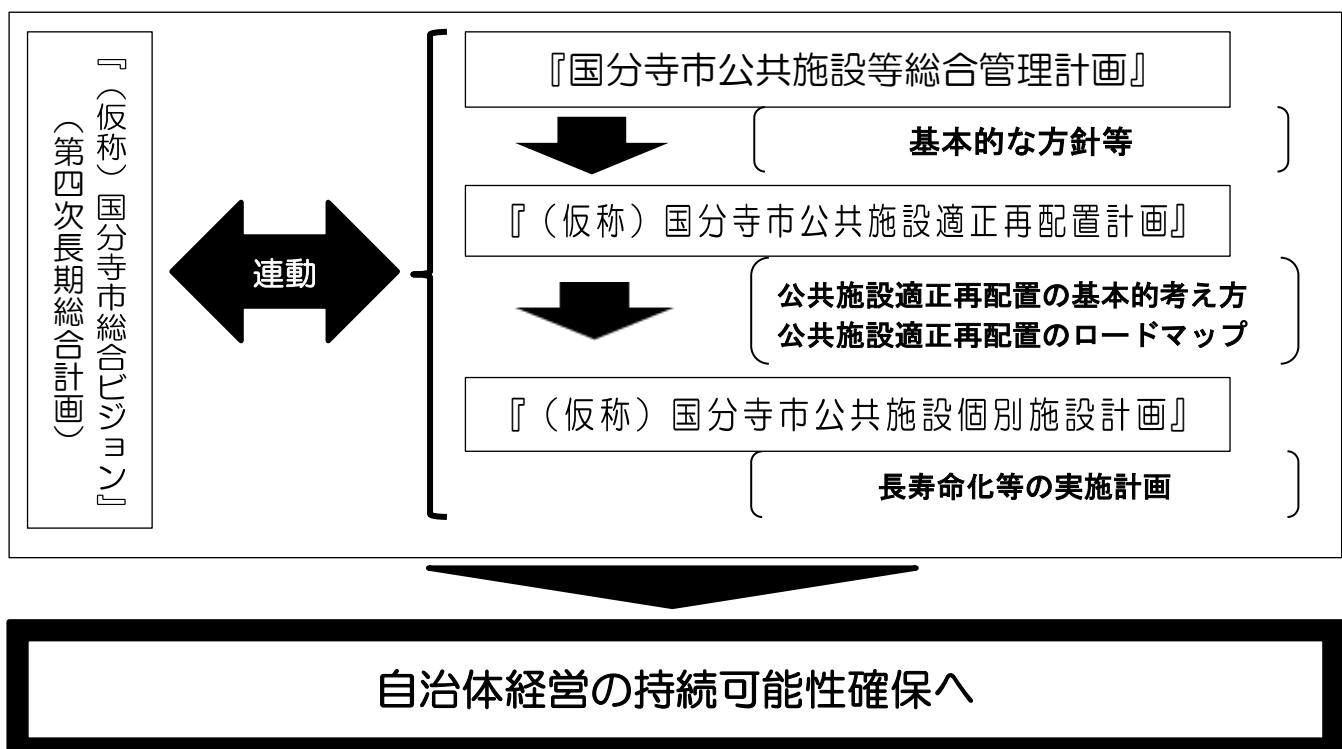 『（仮称）国分寺市総合ビジョン』
（第四次長期総合計画）
連動
『国分寺市公共施設等総合管理計画』
基本的な方針等
『（仮称）国分寺市公共施設適正再配置計画』
公共施設適正再配置の基本的考え方
公共施設適正再配置のロードマップ
『（仮称）国分寺市公共施設個別施設計画』
長寿命化等の実施計画
自治体経営の持続可能性確保へ